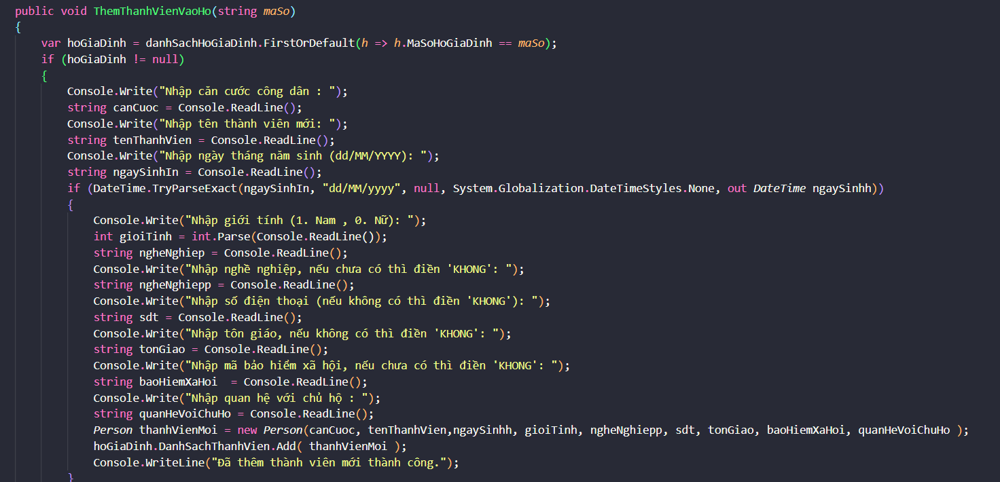 public void ThemThanhVienVaoHo(string maSo)
{
    var hoGiaDinh = danhSachHoGiaDinh.FirstOrDefault(h => h.MaSoHoGiaDinh == maSo);
    if (hoGiaDinh != null)
    {
        Console.Write("Nhập căn cước công dân : ");
        string canCuoc = Console.ReadLine();
        Console.Write("Nhập tên thành viên mới: ");
        string tenThanhVien = Console.ReadLine();
        Console.Write("Nhập ngày tháng năm sinh (dd/MM/YYYY): ");
        string ngaySinhIn = Console.ReadLine();
        if (DateTime.TryParseExact(ngaySinhIn, "dd/MM/yyyy", null, System.Globalization.DateTimeStyles.None, out DateTime ngaySinhh))
        {
            Console.Write("Nhập giới tính (1. Nam , 0. Nữ): ");
            int gioiTinh = int.Parse(Console.ReadLine());
            string ngheNghiep = Console.ReadLine();
            Console.Write("Nhập nghề nghiệp, nếu chưa có thì điền 'KHONG': ");
            string ngheNghiepp = Console.ReadLine();
            Console.Write("Nhập số điện thoại (nếu không có thì điền 'KHONG'): ");
            string sdt = Console.ReadLine();
            Console.Write("Nhập tôn giáo, nếu không có thì điền 'KHONG': ");
            string tonGiao = Console.ReadLine();
            Console.Write("Nhập mã bảo hiểm xã hội, nếu chưa có thì điền 'KHONG': ");
            string baoHiemXaHoi  = Console.ReadLine();
            Console.Write("Nhập quan hệ với chủ hộ : ");
            string quanHeVoiChuHo = Console.ReadLine();
            Person thanhVienMoi = new Person(canCuoc, tenThanhVien,ngaySinhh, gioiTinh, ngheNghiepp, sdt, tonGiao, baoHiemXaHoi, quanHeVoiChuHo );
            hoGiaDinh.DanhSachThanhVien.Add( thanhVienMoi );
            Console.WriteLine("Đã thêm thành viên mới thành công.");
        }